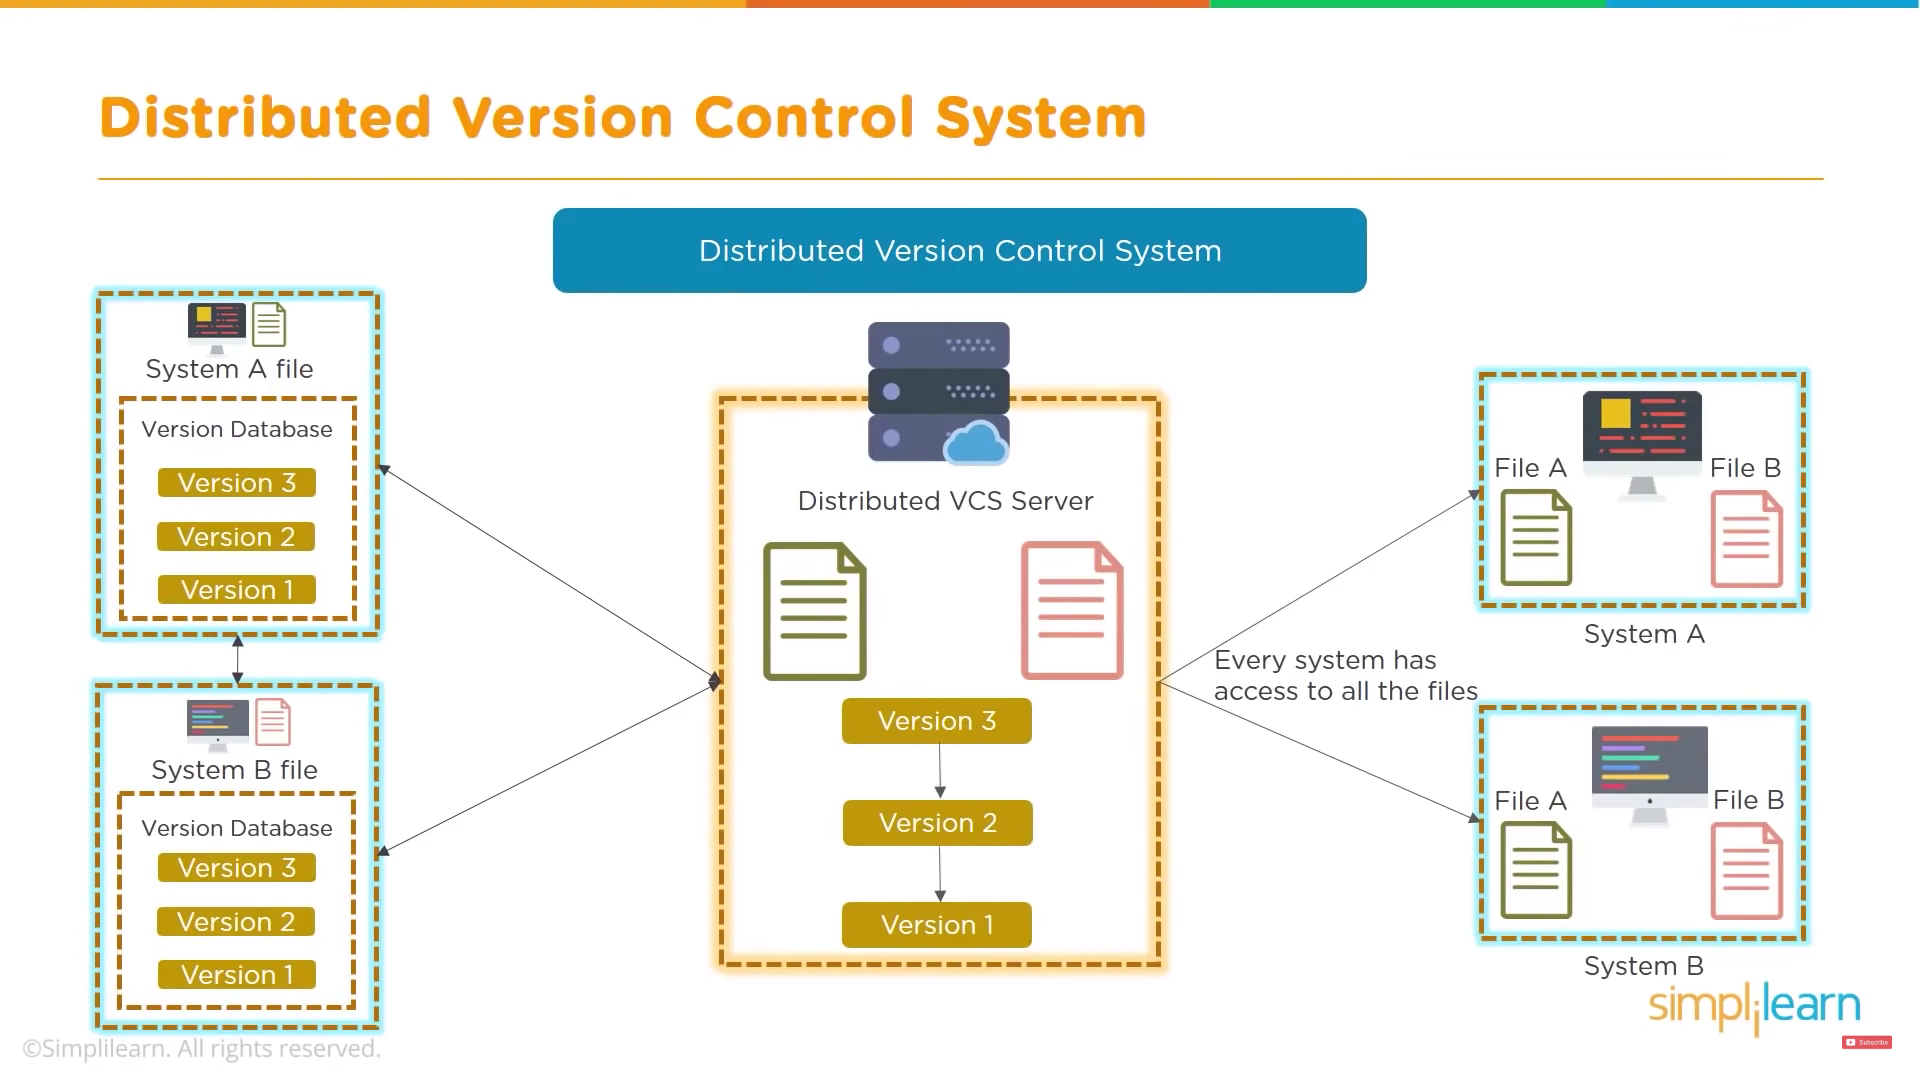 Distributed Version Control System
Distributed Version Control System
System A file
Version Database
Version 3
Version 2
Version 1
System B file
Version Database
Version 3
Version 2
Version 1
Distributed VCS Server
Version 3
Version 2
Version 1
Every system has
access to all the files
File A
File B
System A
File A
File B
System B
simplilearn
Subscribe
©Simplilearn. All rights reserved.